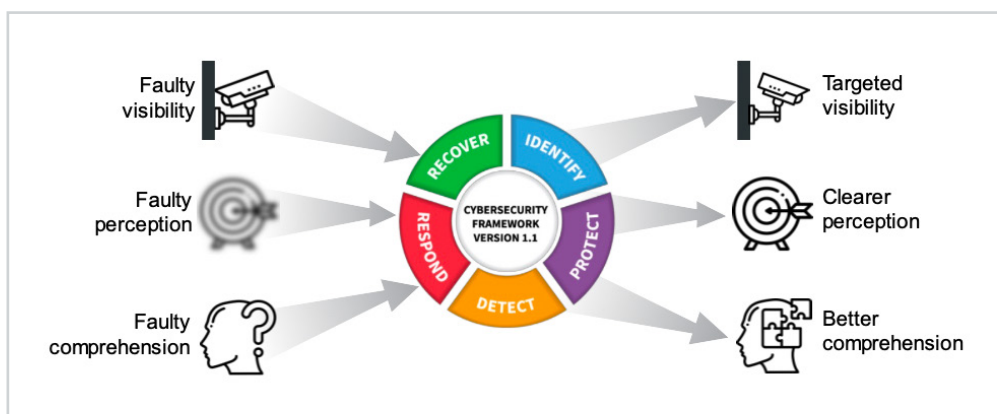 Faulty
visibility
Faulty
perception
Faulty
comprehension
RECOVER
IDENTIFY
PROTECT
DETECT
RESPOND
CYBERSECURITY
FRAMEWORK
VERSION 1.1
Targeted
visibility
Clearer
perception
Better
comprehension